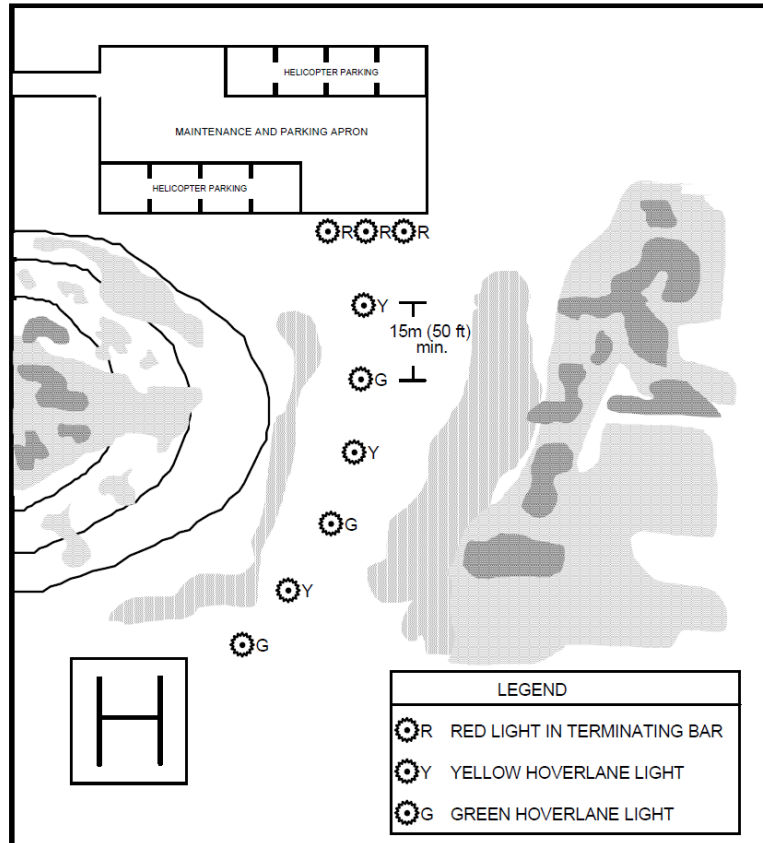 HELICOPTER PARKING
MAINTENANCE AND PARKING APRON
HELICOPTER PARKING
R R R
Y
15m (50 ft)
min.
G
Y
G
Y
G
H
LEGEND
R RED LIGHT IN TERMINATING BAR
Y YELLOW HOVERLANE LIGHT
G GREEN HOVERLANE LIGHT